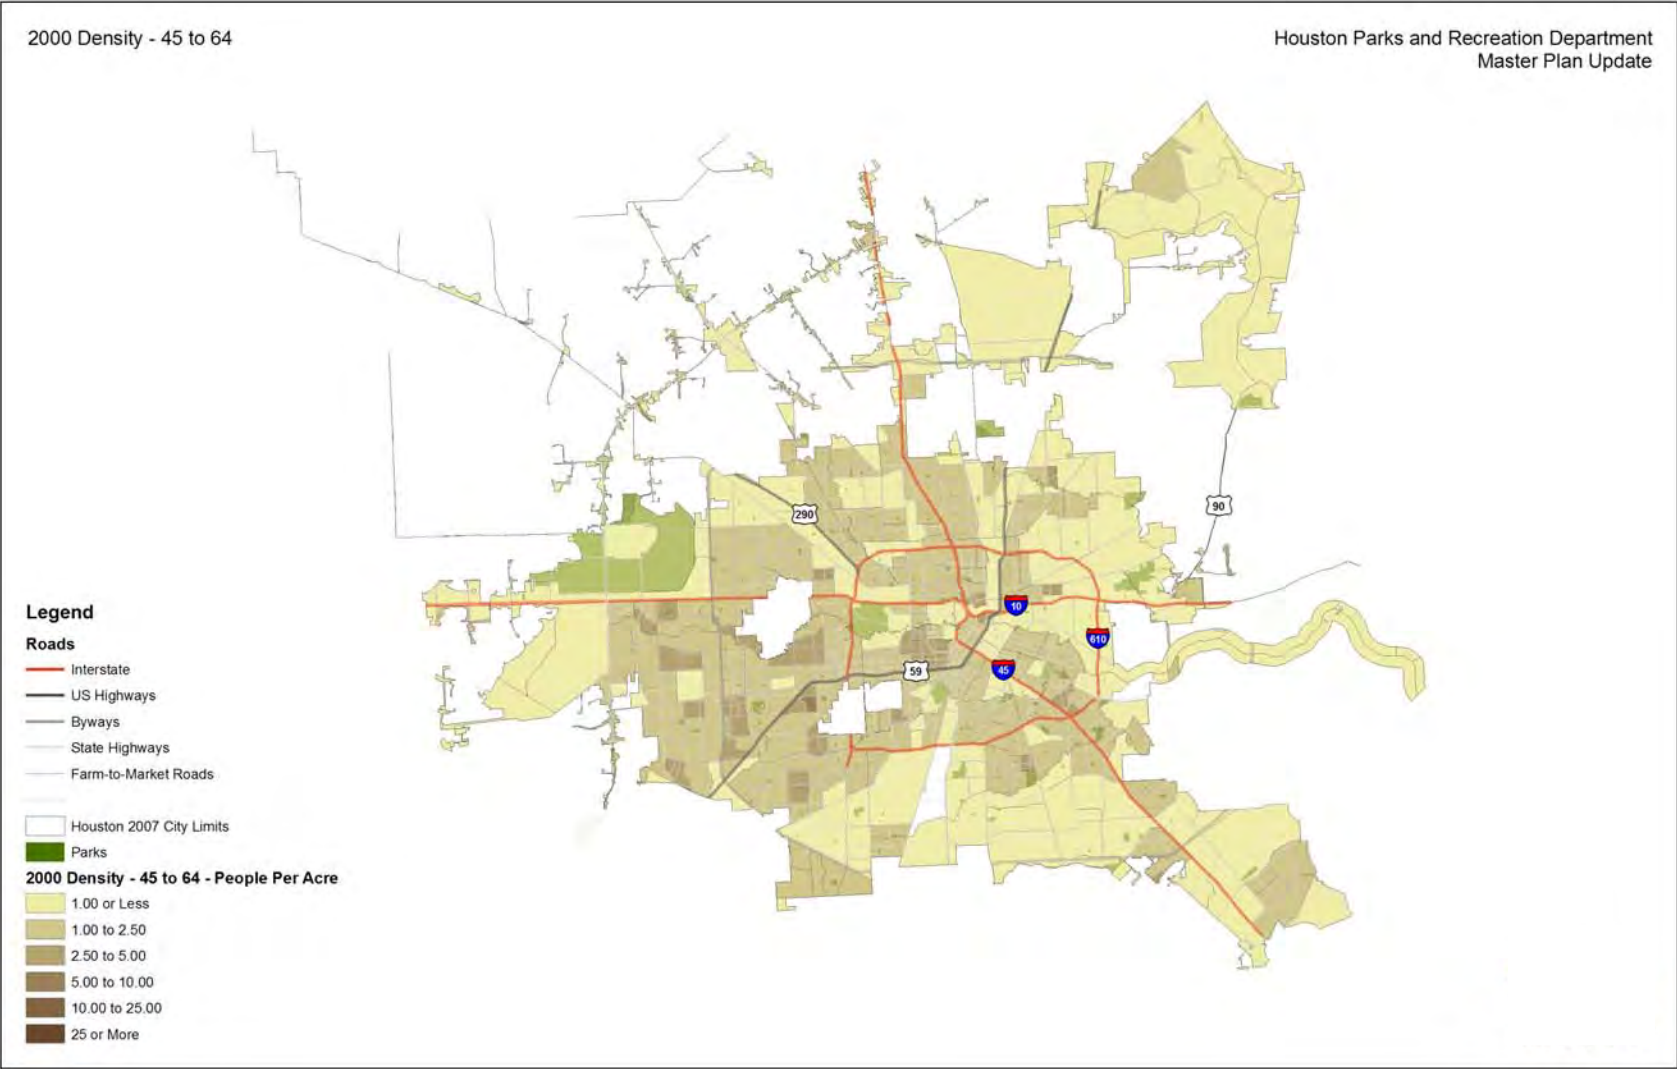 2000 Density - 45 to 64
Houston Parks and Recreation Department
Master Plan Update
290
90
10
610
45
59
Legend
Roads
Interstate
US Highways
Byways
State Highways
Farm-to-Market Roads
Houston 2007 City Limits
Parks
2000 Density - 45 to 64 - People Per Acre
1.00 or Less
1.00 to 2.50
2.50 to 5.00
5.00 to 10.00
10.00 to 25.00
25 or More